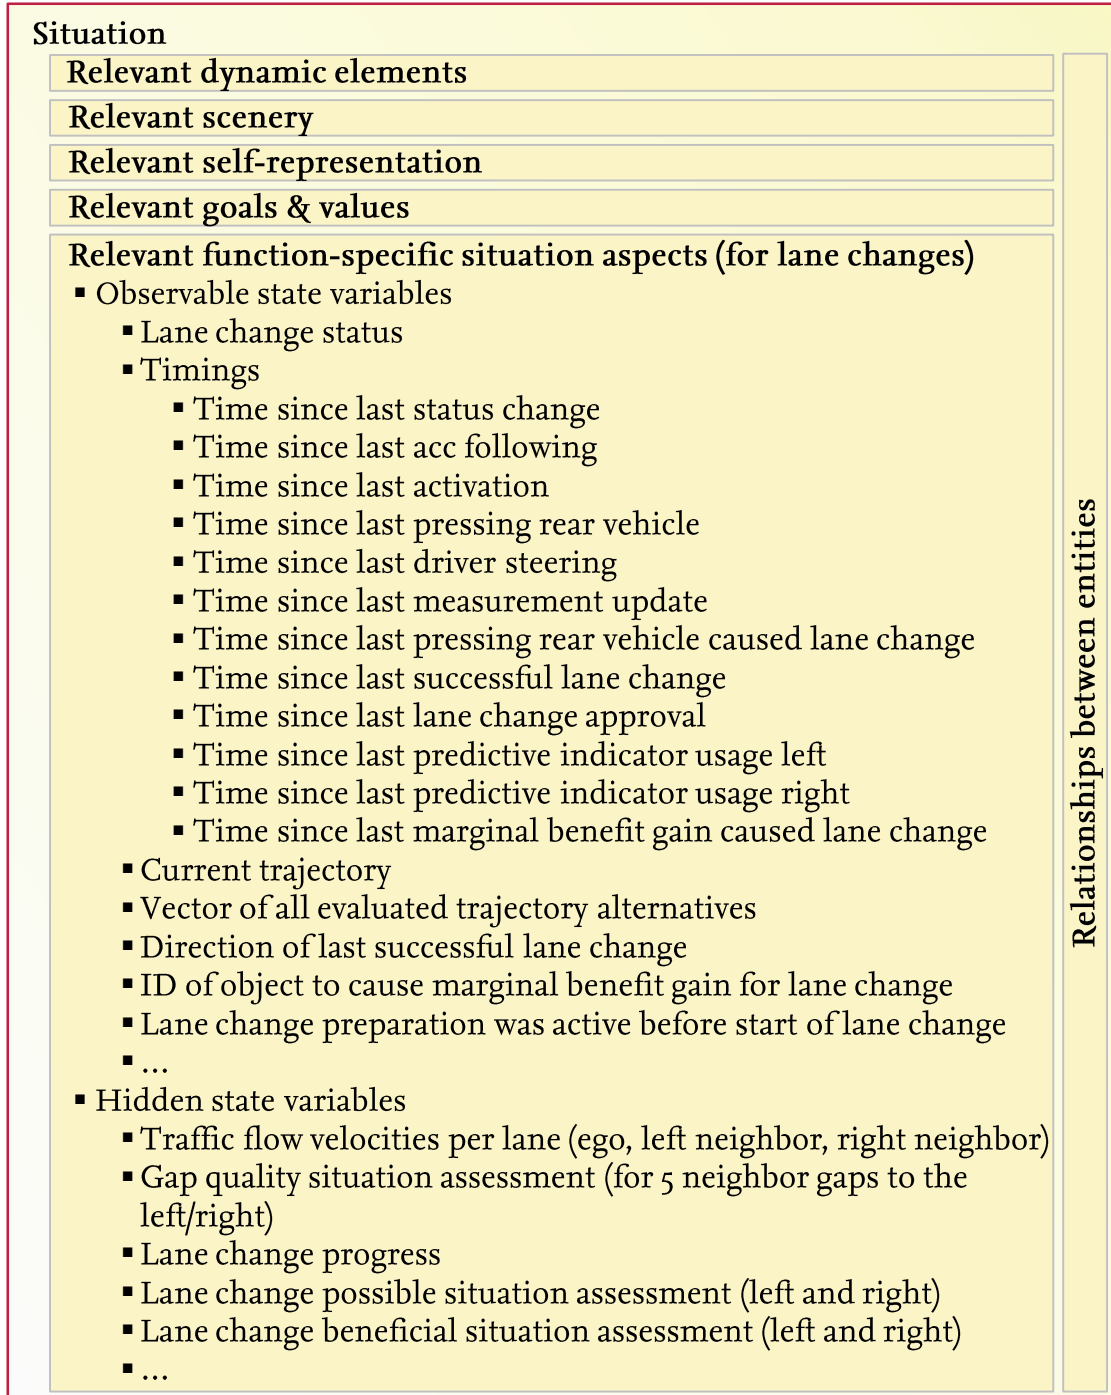 Situation
Relevant dynamic elements
Relevant scenery
Relevant self-representation
Relevant goals & values
Relevant function-specific situation aspects (for lane changes)
▪ Observable state variables
▪ Lane change status
▪ Timings
▪ Time since last status change
▪ Time since last acc following
▪ Time since last activation
▪ Time since last pressing rear vehicle
▪ Time since last driver steering
▪ Time since last measurement update
▪ Time since last pressing rear vehicle caused lane change
▪ Time since last successful lane change
▪ Time since last lane change approval
▪ Time since last predictive indicator usage left
▪ Time since last predictive indicator usage right
▪ Time since last marginal benefit gain caused lane change
▪ Current trajectory
▪ Vector of all evaluated trajectory alternatives
▪ Direction of last successful lane change
▪ ID of object to cause marginal benefit gain for lane change
▪ Lane change preparation was active before start of lane change
▪ ...
▪ Hidden state variables
▪ Traffic flow velocities per lane (ego, left neighbor, right neighbor)
▪ Gap quality situation assessment (for 5 neighbor gaps to the
left/right)
▪ Lane change progress
▪ Lane change possible situation assessment (left and right)
▪ Lane change beneficial situation assessment (left and right)
▪ ...
Relationships between entities